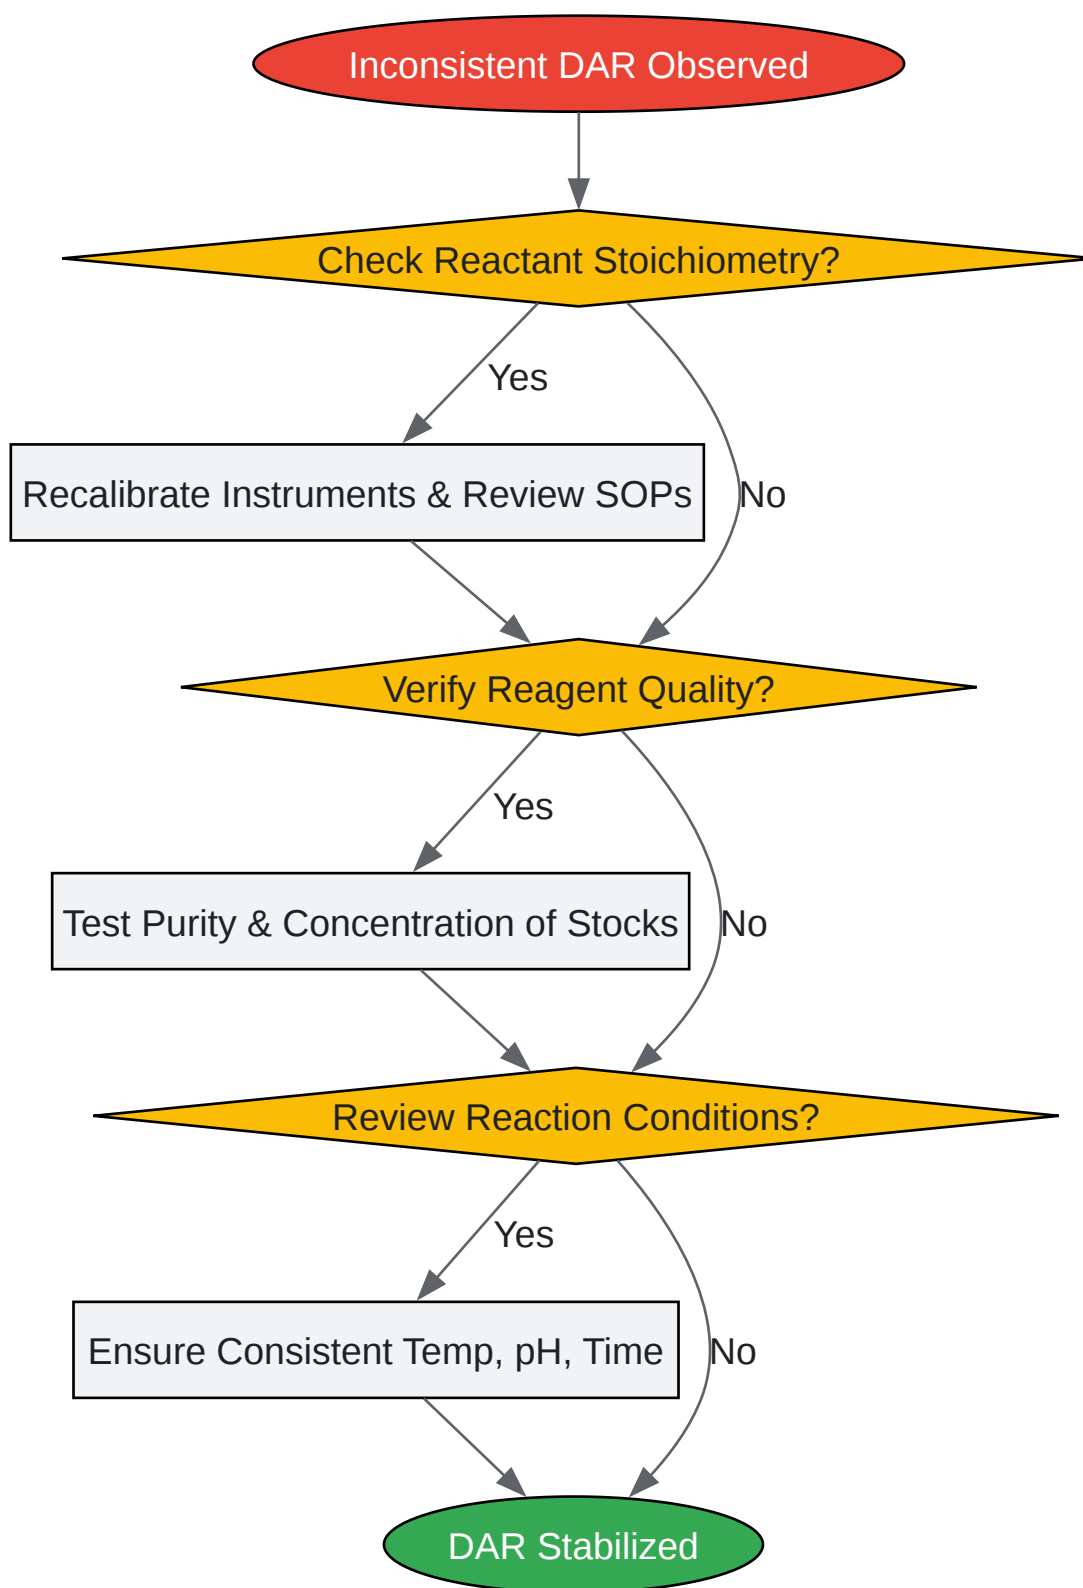 Inconsistent DAR Observed
Check Reactant Stoichiometry?
Yes
Recalibrate Instruments & Review SOPs
No
Verify Reagent Quality?
Yes
Test Purity & Concentration of Stocks
No
Review Reaction Conditions?
Yes
Ensure Consistent Temp, pH, Time
No
DAR Stabilized